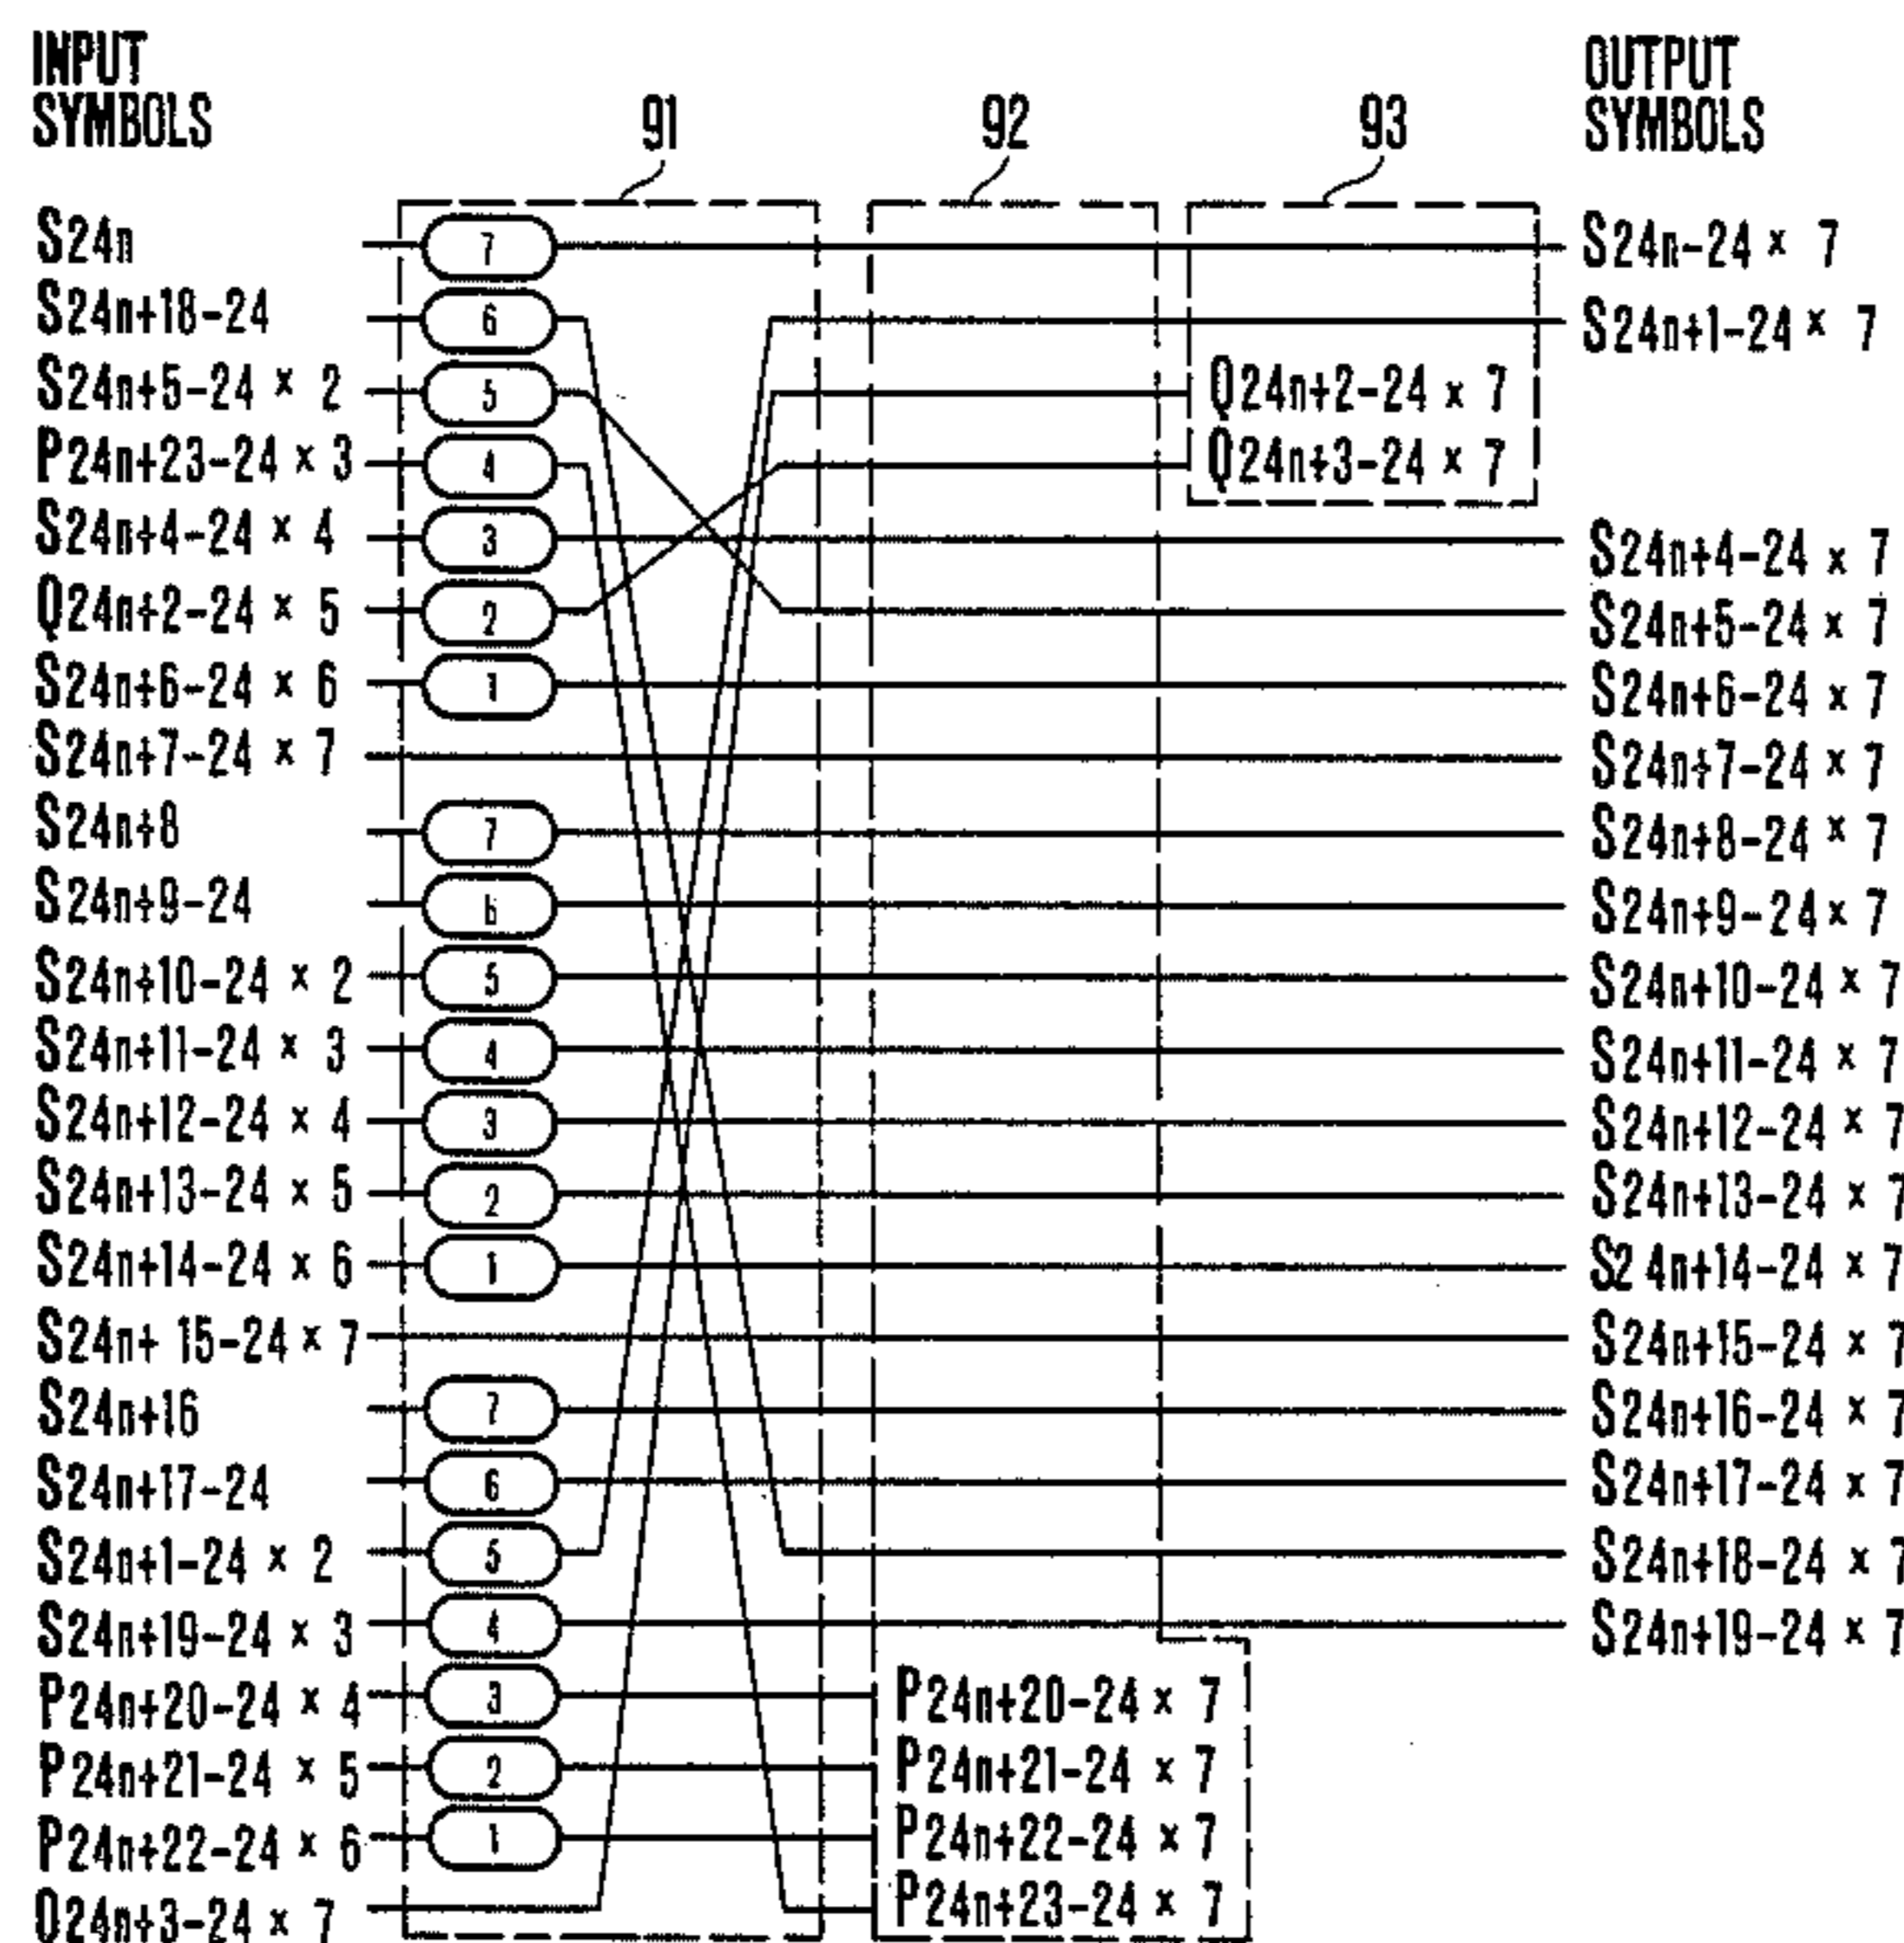 INPUT
SYMBOLS
OUTPUT
SYMBOLS
91
92
93
S24n
7
S24n-24 × 7
S24n+18-24
6
S24n+1-24 × 7
S24n+5-24 × 2
5
Q24n+2-24 × 7
P24n+23-24 × 3
4
Q24n+3-24 × 7
S24n+4-24 × 4
3
S24n+4-24 × 7
Q24n+2-24 × 5
2
S24n+5-24 × 7
S24n+6-24 × 6
1
S24n+6-24 × 7
S24n+7-24 × 7
S24n+7-24 × 7
S24n+8
7
S24n+8-24 × 7
S24n+9-24
6
S24n+9-24 × 7
S24n+10-24 × 2
5
S24n+10-24 × 7
S24n+11-24 × 3
4
S24n+11-24 × 7
S24n+12-24 × 4
3
S24n+12-24 × 7
S24n+13-24 × 5
2
S24n+13-24 × 7
S24n+14-24 × 6
1
S24n+14-24 × 7
S24n+ 15-24 × 7
S24n+15-24 × 7
S24n+16
7
S24n+16-24 × 7
S24n+17-24
6
S24n+17-24 × 7
S24n+1-24 × 2
5
S24n+18-24 × 7
S24n+19-24 × 3
4
S24n+19-24 × 7
P24n+20-24 × 4
3
P24n+20-24 × 7
P24n+21-24 × 5
2
P24n+21-24 × 7
P24n+22-24 × 6
1
P24n+22-24 × 7
Q24n+3-24 × 7
P24n+23-24 × 7